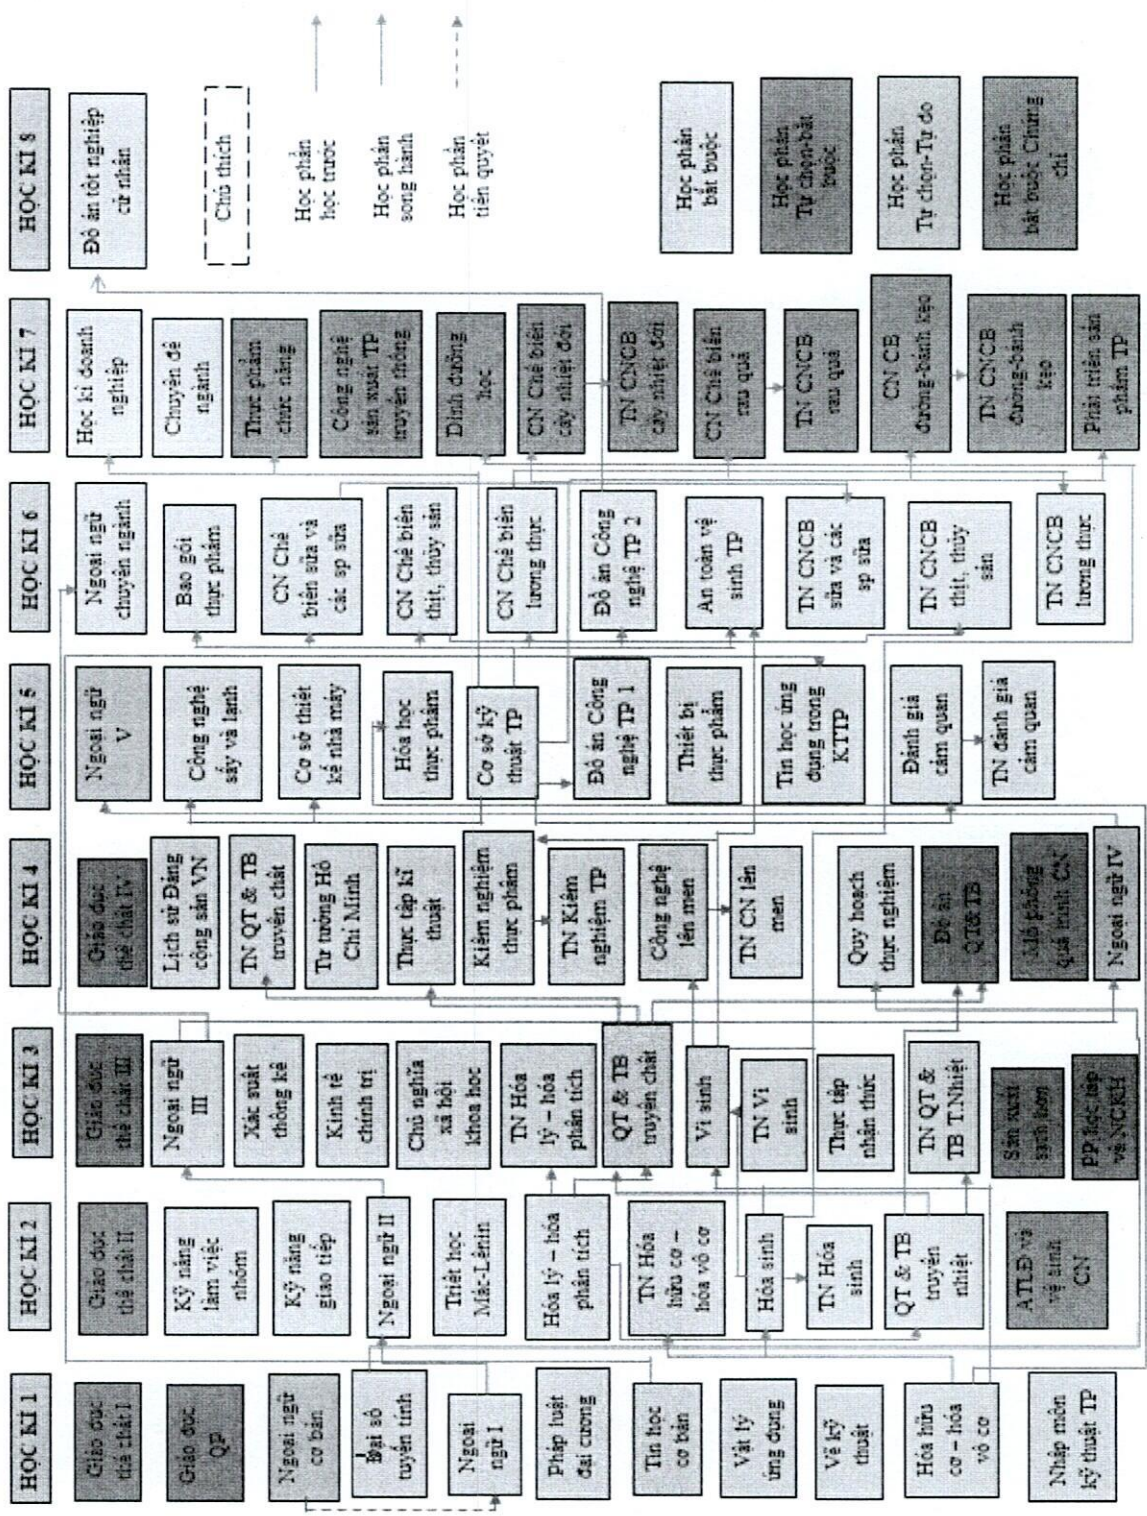 HỌC KÌ 1
Giáo dục
thể chất I
Giáo dục
QP
Ngoại ngữ
cơ bản
Đại số
tuyến tính
Ngoại
ngữ I
Pháp luật
đại cương
Tin học
cơ bản
Vật lý
ứng dụng
Vẽ kỹ
thuật
Hóa hữu
cơ – hóa
vô cơ
Nhập môn
kỹ thuật TP
HỌC KÌ 2
Giáo dục
thể chất II
Kỹ năng
làm việc
nhóm
Kỹ năng
giao tiếp
Ngoại ngữ II
Triết học
Mác-Lênin
Hóa lý – hóa
phân tích
TN Hóa
hữu cơ –
hóa vô cơ
Hóa sinh
TN Hóa
sinh
QT & TB
truyền
nhiệt
ATLĐ và
vệ sinh
CN
HỌC KÌ 3
Giáo dục
thể chất III
Ngoại ngữ
III
Xác suất
thống kê
Kinh tế
chính trị
Chủ nghĩa
xã hội
khoa học
TN Hóa
lý – hóa
phân tích
QT & TB
truyền chất
Vi sinh
TN Vi
sinh
Thực tập
nhận thức
TN QT &
TB T.Nhiệt
Sản xuất
sạch hơn
PP học tập
và NCKH
HỌC KÌ 4
Giáo dục
thể chất IV
Lịch sử Đảng
cộng sản VN
TN QT & TB
truyền chất
Tư tưởng Hồ
Chí Minh
Thực tập kĩ
thuật
Kiểm nghiệm
thực phẩm
TN Kiểm
nghiệm TP
Công nghệ
lên men
TN CN lên
men
Quy hoạch
thực nghiệm
Đồ án
QT&TB
Mô phỏng
quá trình CN
Ngoại ngữ IV
HỌC KÌ 5
Ngoại ngữ
V
Công nghệ
sấy và lạnh
Cơ sở thiết
kế nhà máy
Hóa học
thực phẩm
Cơ sở kỹ
thuật TP
Đồ án Công
nghệ TP 1
Thiết bị
thực phẩm
Tin học ứng
dụng trong
KTTP
Đánh giá
cảm quan
TN đánh giá
cảm quan
HỌC KÌ 6
Ngoại ngữ
chuyên ngành
Bao gói
thực phẩm
CN Chế
biến sữa và
các sp sữa
CN Chế biến
thịt, thủy sản
CN Chế biến
lương thực
Đồ án Công
nghệ TP 2
An toàn vệ
sinh TP
TN CNCB
sữa và các
sp sữa
TN CNCB
thịt, thủy
sản
TN CNCB
lương thực
HỌC KÌ 7
Học kì doanh
nghiệp
Chuyên đề
ngành
Thực phẩm
chức năng
Công nghệ
sản xuất TP
truyền thống
Dinh dưỡng
học
CN Chế biến
cây nhiệt đới
TN CNCB
cây nhiệt đới
CN Chế biến
rau quả
TN CNCB
rau quả
CN CB
đường-bánh kẹo
TN CNCB
đường-bánh
kẹo
Phát triển sản
phẩm TP
HỌC KÌ 8
Đồ án tốt nghiệp
cử nhân
Chú thích
Học phần
học trước
Học phần
song hành
Học phần
tiên quyết
Học phần
bắt buộc
Học phần
Tự chọn-bắt
buộc
Học phần
Tự chọn-Tự do
Học phần
bắt buộc Chứng
chỉ